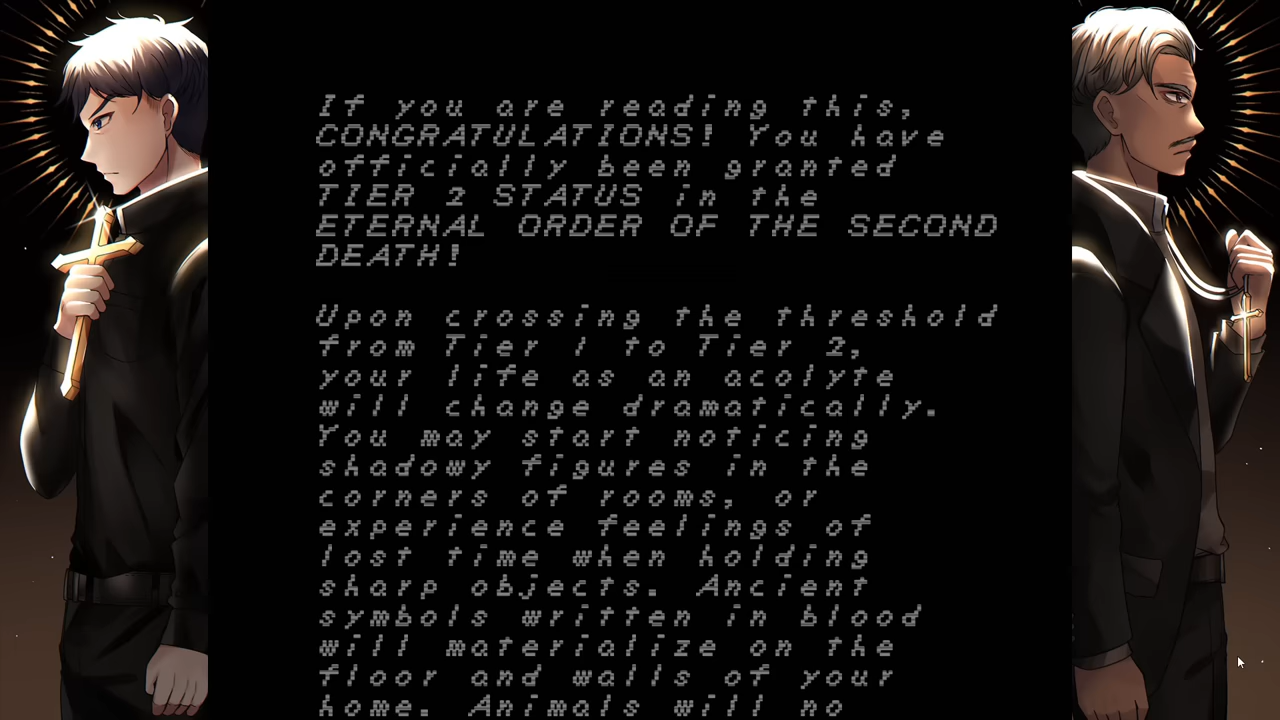 If you are reading this,
CONGRATULATIONS! You have
officially been granted
TIER 2 STATUS in the
ETERNAL ORDER OF THE SECOND
DEATH!
Upon crossing the threshold
from Tier 1 to Tier 2,
your life as an acolyte
will change dramatically.
You may start noticing
shadowy figures in the
corners of rooms, or
experience feelings of
lost time when holding
sharp objects. Ancient
symbols written in blood
will materialize on the
floor and walls of your
home. Animals will no